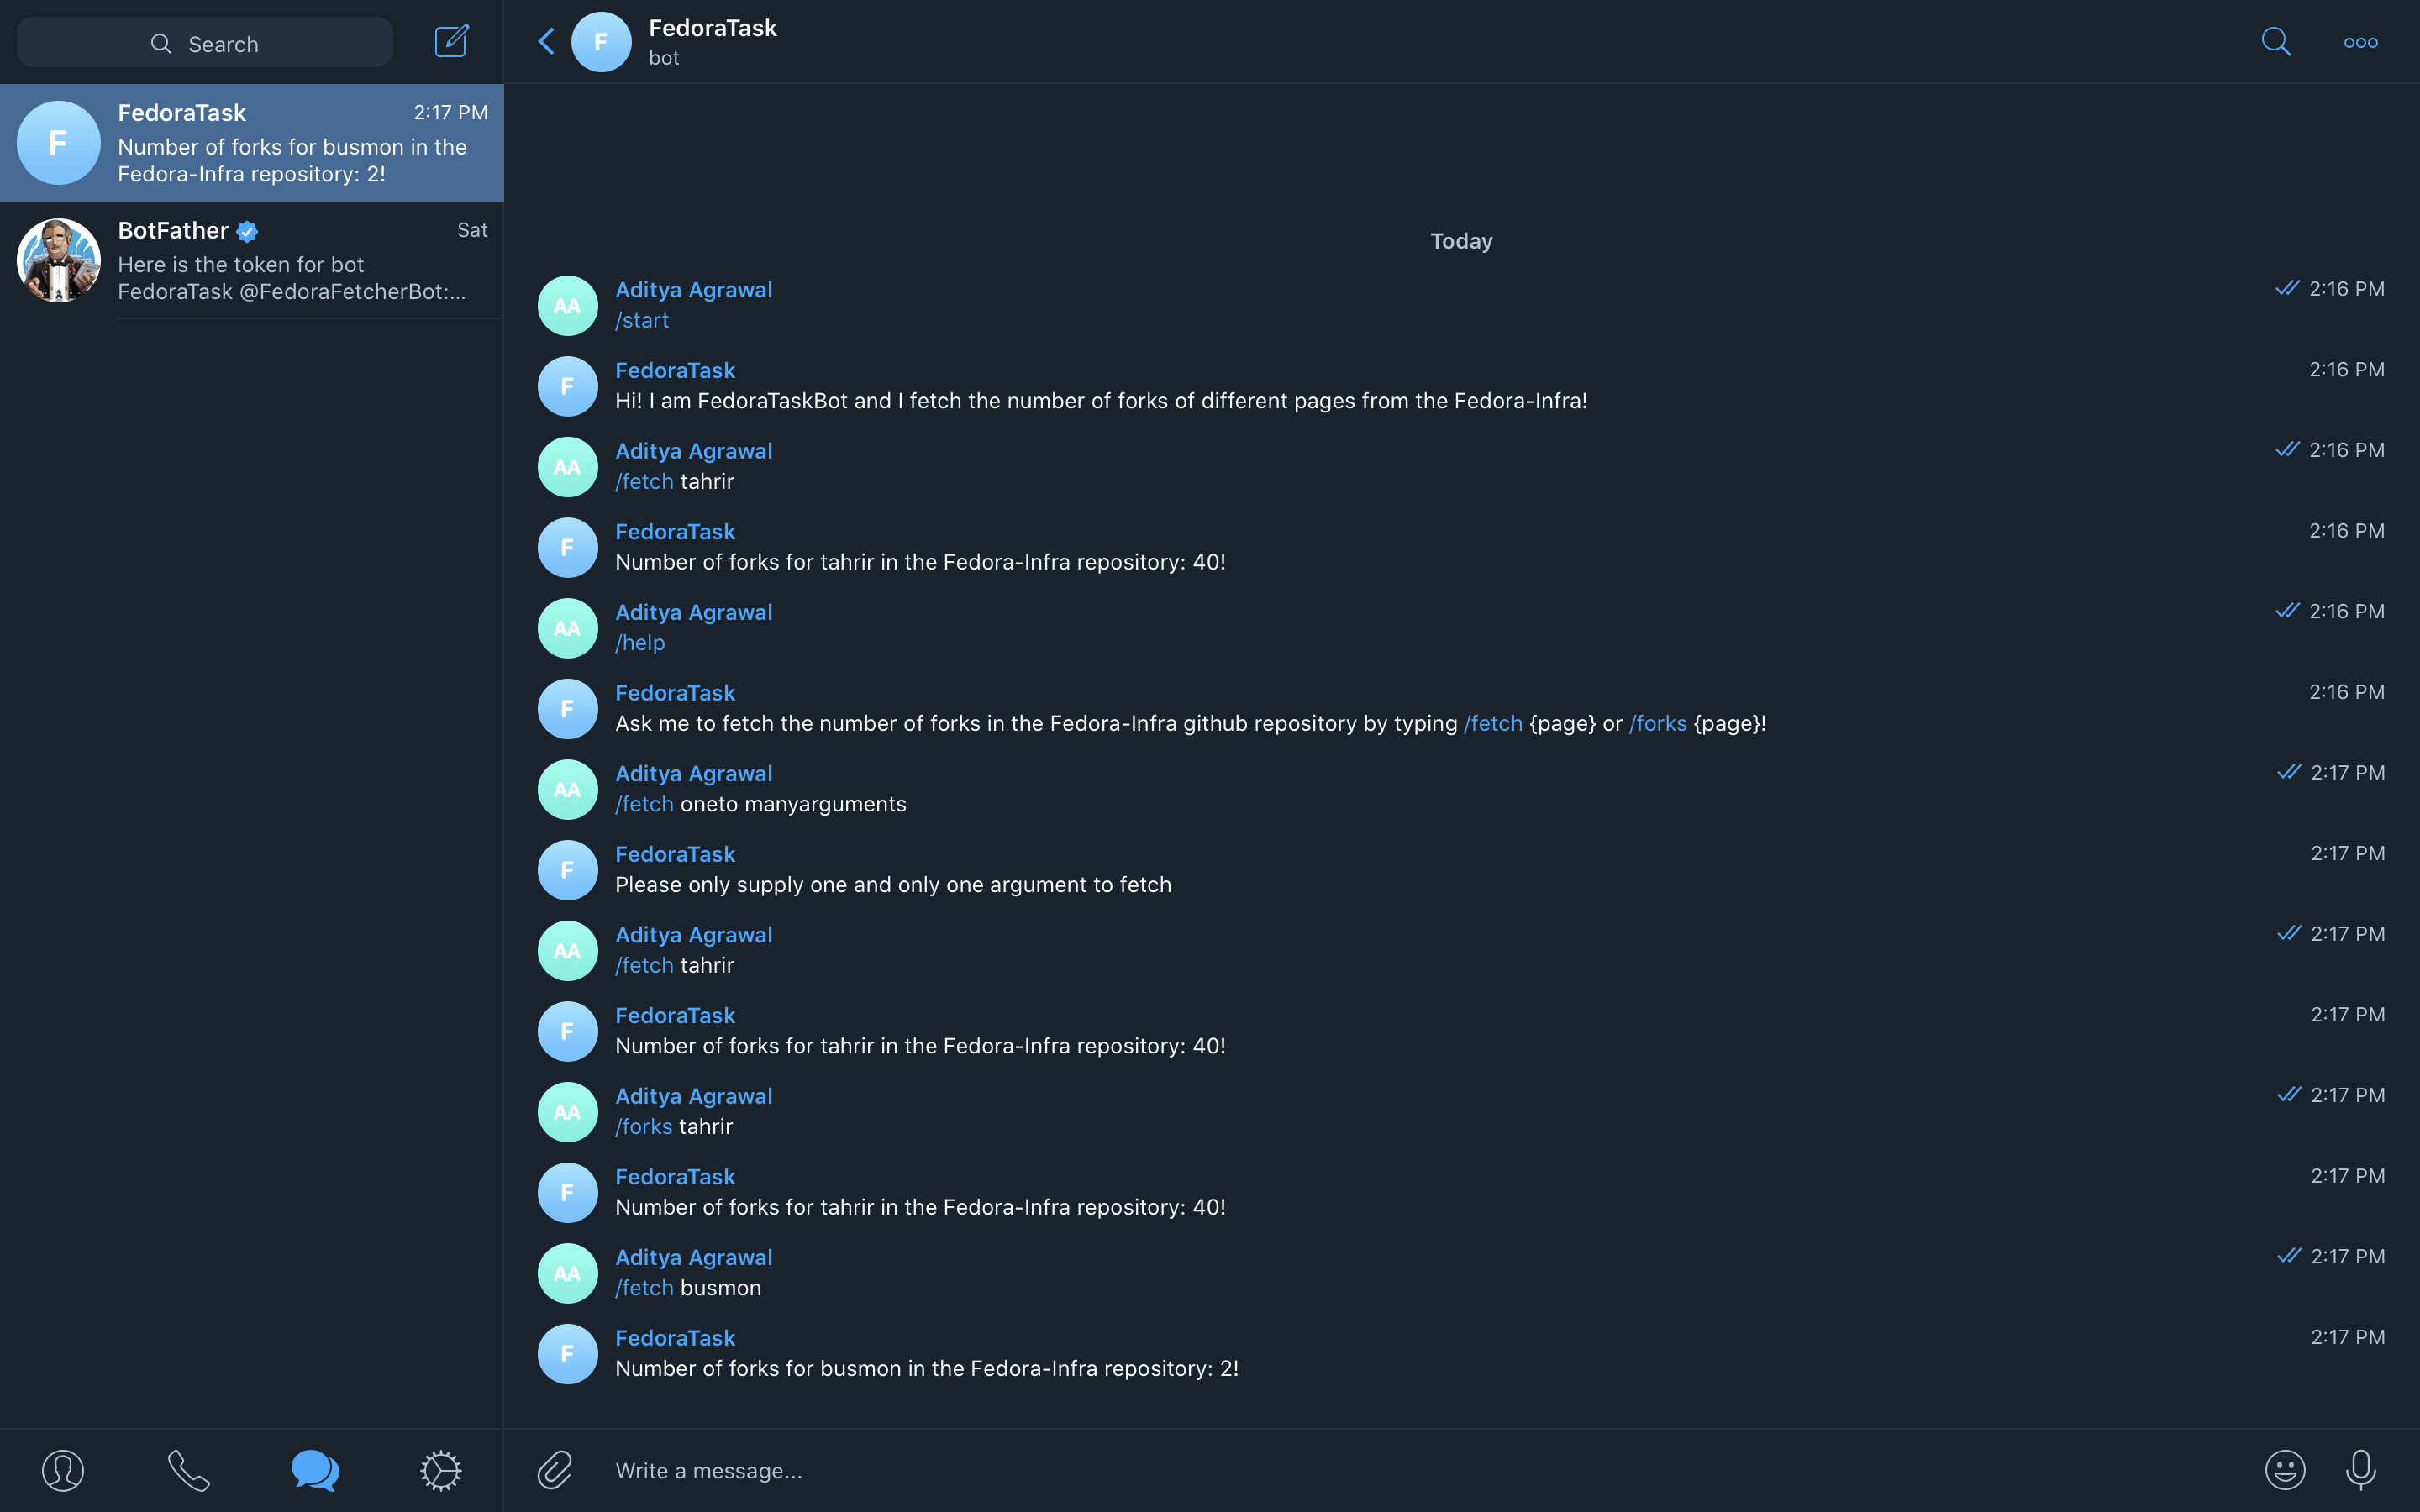 Search
FedoraTask
2:17 PM
Number of forks for busmon in the
Fedora-Infra repository: 2!
BotFather
Sat
Here is the token for bot
FedoraTask @FedoraFetcherBot:...
F
F
FedoraTask
bot
Today
AA
Aditya Agrawal
2:16 PM
/start
F
FedoraTask
2:16 PM
Hi! I am FedoraTaskBot and I fetch the number of forks of different pages from the Fedora-Infra!
AA
Aditya Agrawal
2:16 PM
/fetch tahrir
F
FedoraTask
2:16 PM
Number of forks for tahrir in the Fedora-Infra repository: 40!
AA
Aditya Agrawal
2:16 PM
/help
F
FedoraTask
2:16 PM
Ask me to fetch the number of forks in the Fedora-Infra github repository by typing /fetch {page} or /forks {page}!
AA
Aditya Agrawal
2:17 PM
/fetch oneto manyarguments
F
FedoraTask
2:17 PM
Please only supply one and only one argument to fetch
AA
Aditya Agrawal
2:17 PM
/fetch tahrir
F
FedoraTask
2:17 PM
Number of forks for tahrir in the Fedora-Infra repository: 40!
AA
Aditya Agrawal
2:17 PM
/forks tahrir
F
FedoraTask
2:17 PM
Number of forks for tahrir in the Fedora-Infra repository: 40!
AA
Aditya Agrawal
2:17 PM
/fetch busmon
F
FedoraTask
2:17 PM
Number of forks for busmon in the Fedora-Infra repository: 2!
Write a message...